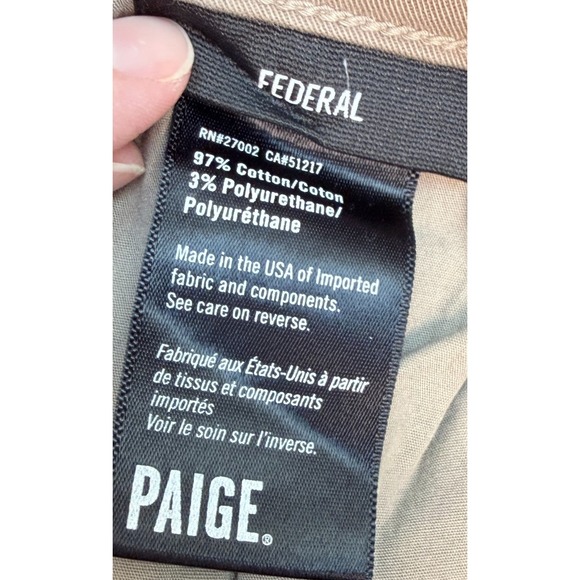 FEDERAL
RN#27002 CA#51217
97% Cotton/Coton
3% Polyurethane/
Polyuréthane
Made in the USA of Imported
fabric and components.
See care on reverse.
Fabriqué aux États-Unis à partir
de tissus et composants
importés
Voir le soin sur l'inverse.
PAIGE®